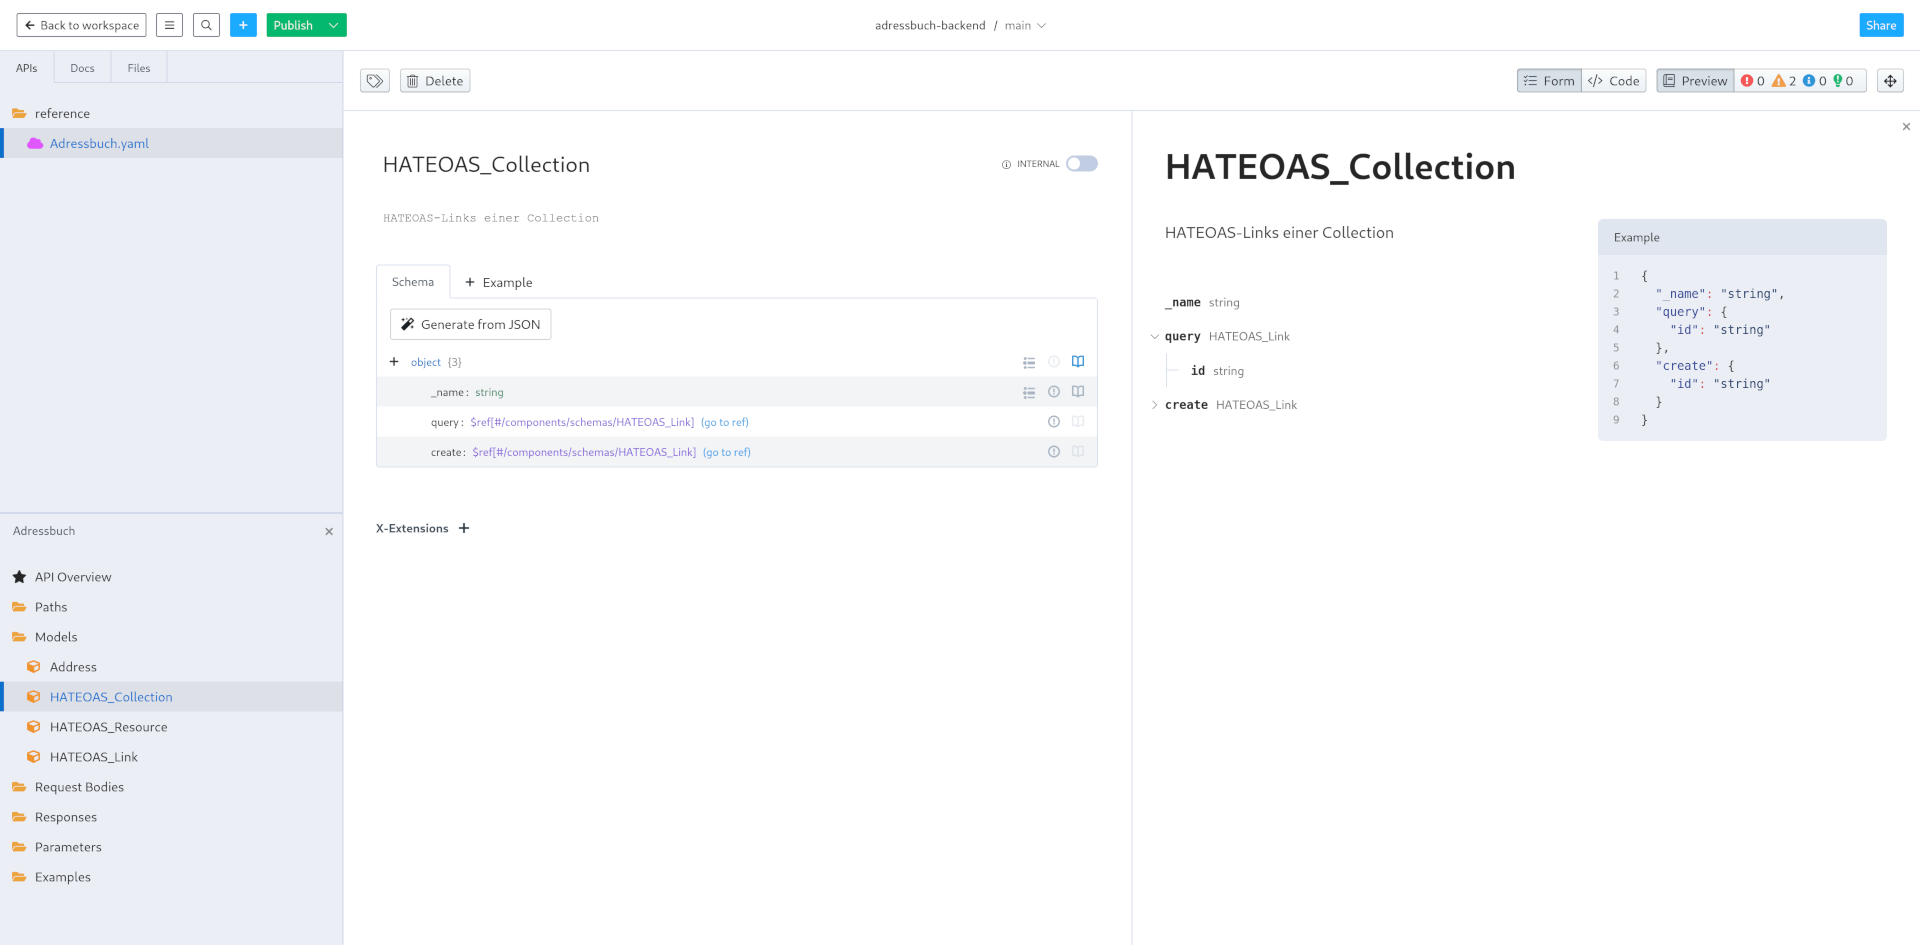 Back to workspace
+
Publish
adressbuch-backend / main
Share
APIs
Docs
Files
reference
Adressbuch.yaml
Adressbuch
API Overview
Paths
Models
Address
HATEOAS_Collection
HATEOAS_Resource
HATEOAS_Link
Request Bodies
Responses
Parameters
Examples
Delete
Form
</> Code
Preview
0
2
0
0
HATEOAS_Collection
INTERNAL
HATEOAS-Links einer Collection
Schema
+ Example
Generate from JSON
+ object {3}
_name: string
query: $ref[#/components/schemas/HATEOAS_Link] (go to ref)
create: $ref[#/components/schemas/HATEOAS_Link] (go to ref)
X-Extensions +
HATEOAS_Collection
HATEOAS-Links einer Collection
_name string
query HATEOAS_Link
id string
create HATEOAS_Link
Example
1 {
2 "_name": "string",
3 "query": {
4 "id": "string"
5 },
6 "create": {
7 "id": "string"
8 }
9 }